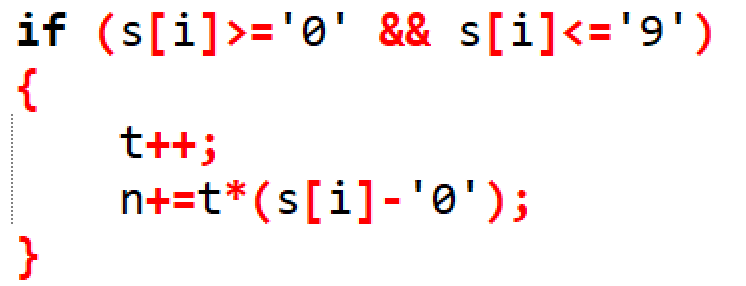 if (s[i]>='0' && s[i]<='9')
{
t++;
n+=t*(s[i]-'0');
}